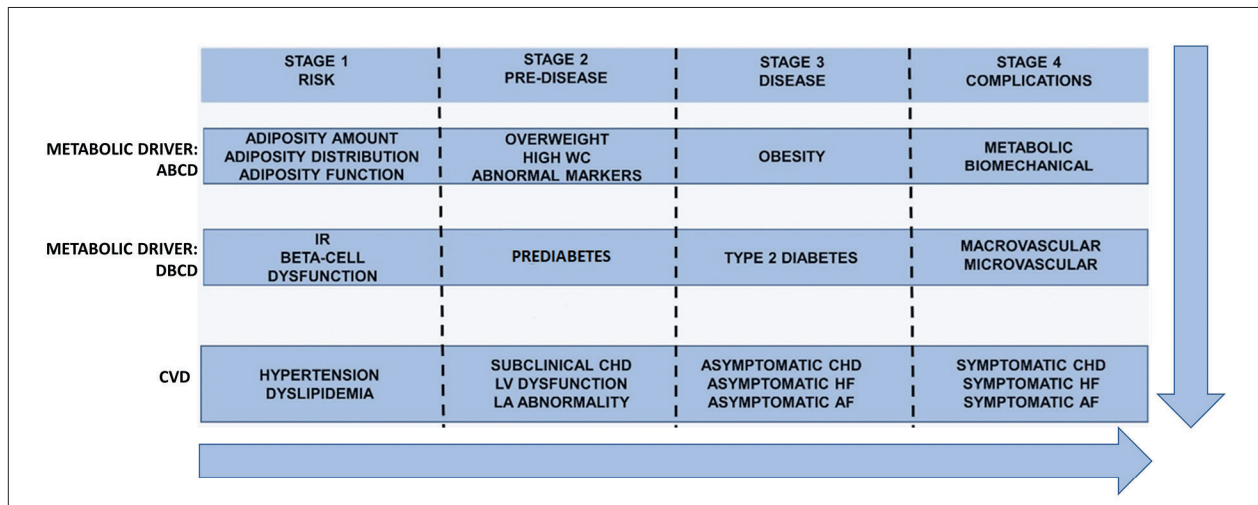 STAGE 1
RISK
STAGE 2
PRE-DISEASE
STAGE 3
DISEASE
STAGE 4
COMPLICATIONS
METABOLIC DRIVER:
ABCD
ADIPOSITY AMOUNT
ADIPOSITY DISTRIBUTION
ADIPOSITY FUNCTION
OVERWEIGHT
HIGH WC
ABNORMAL MARKERS
OBESITY
METABOLIC
BIOMECHANICAL
METABOLIC DRIVER:
DBCD
IR
BETA-CELL
DYSFUNCTION
PREDIABETES
TYPE 2 DIABETES
MACROVASCULAR
MICROVASCULAR
CVD
HYPERTENSION
DYSLIPIDEMIA
SUBCLINICAL CHD
LV DYSFUNCTION
LA ABNORMALITY
ASYMPTOMATIC CHD
ASYMPTOMATIC HF
ASYMPTOMATIC AF
SYMPTOMATIC CHD
SYMPTOMATIC HF
SYMPTOMATIC AF